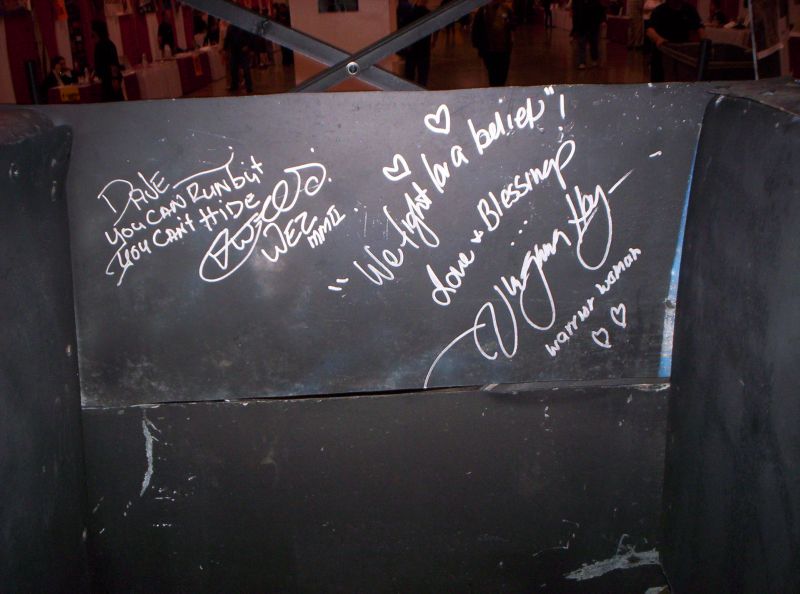 DAVE
YOU CAN RUN but
YOU CAN'T HIDE
WEZ
MMII
"We fight for a belief"!
Love & Blessings
...
Virginia Hey
warrior woman